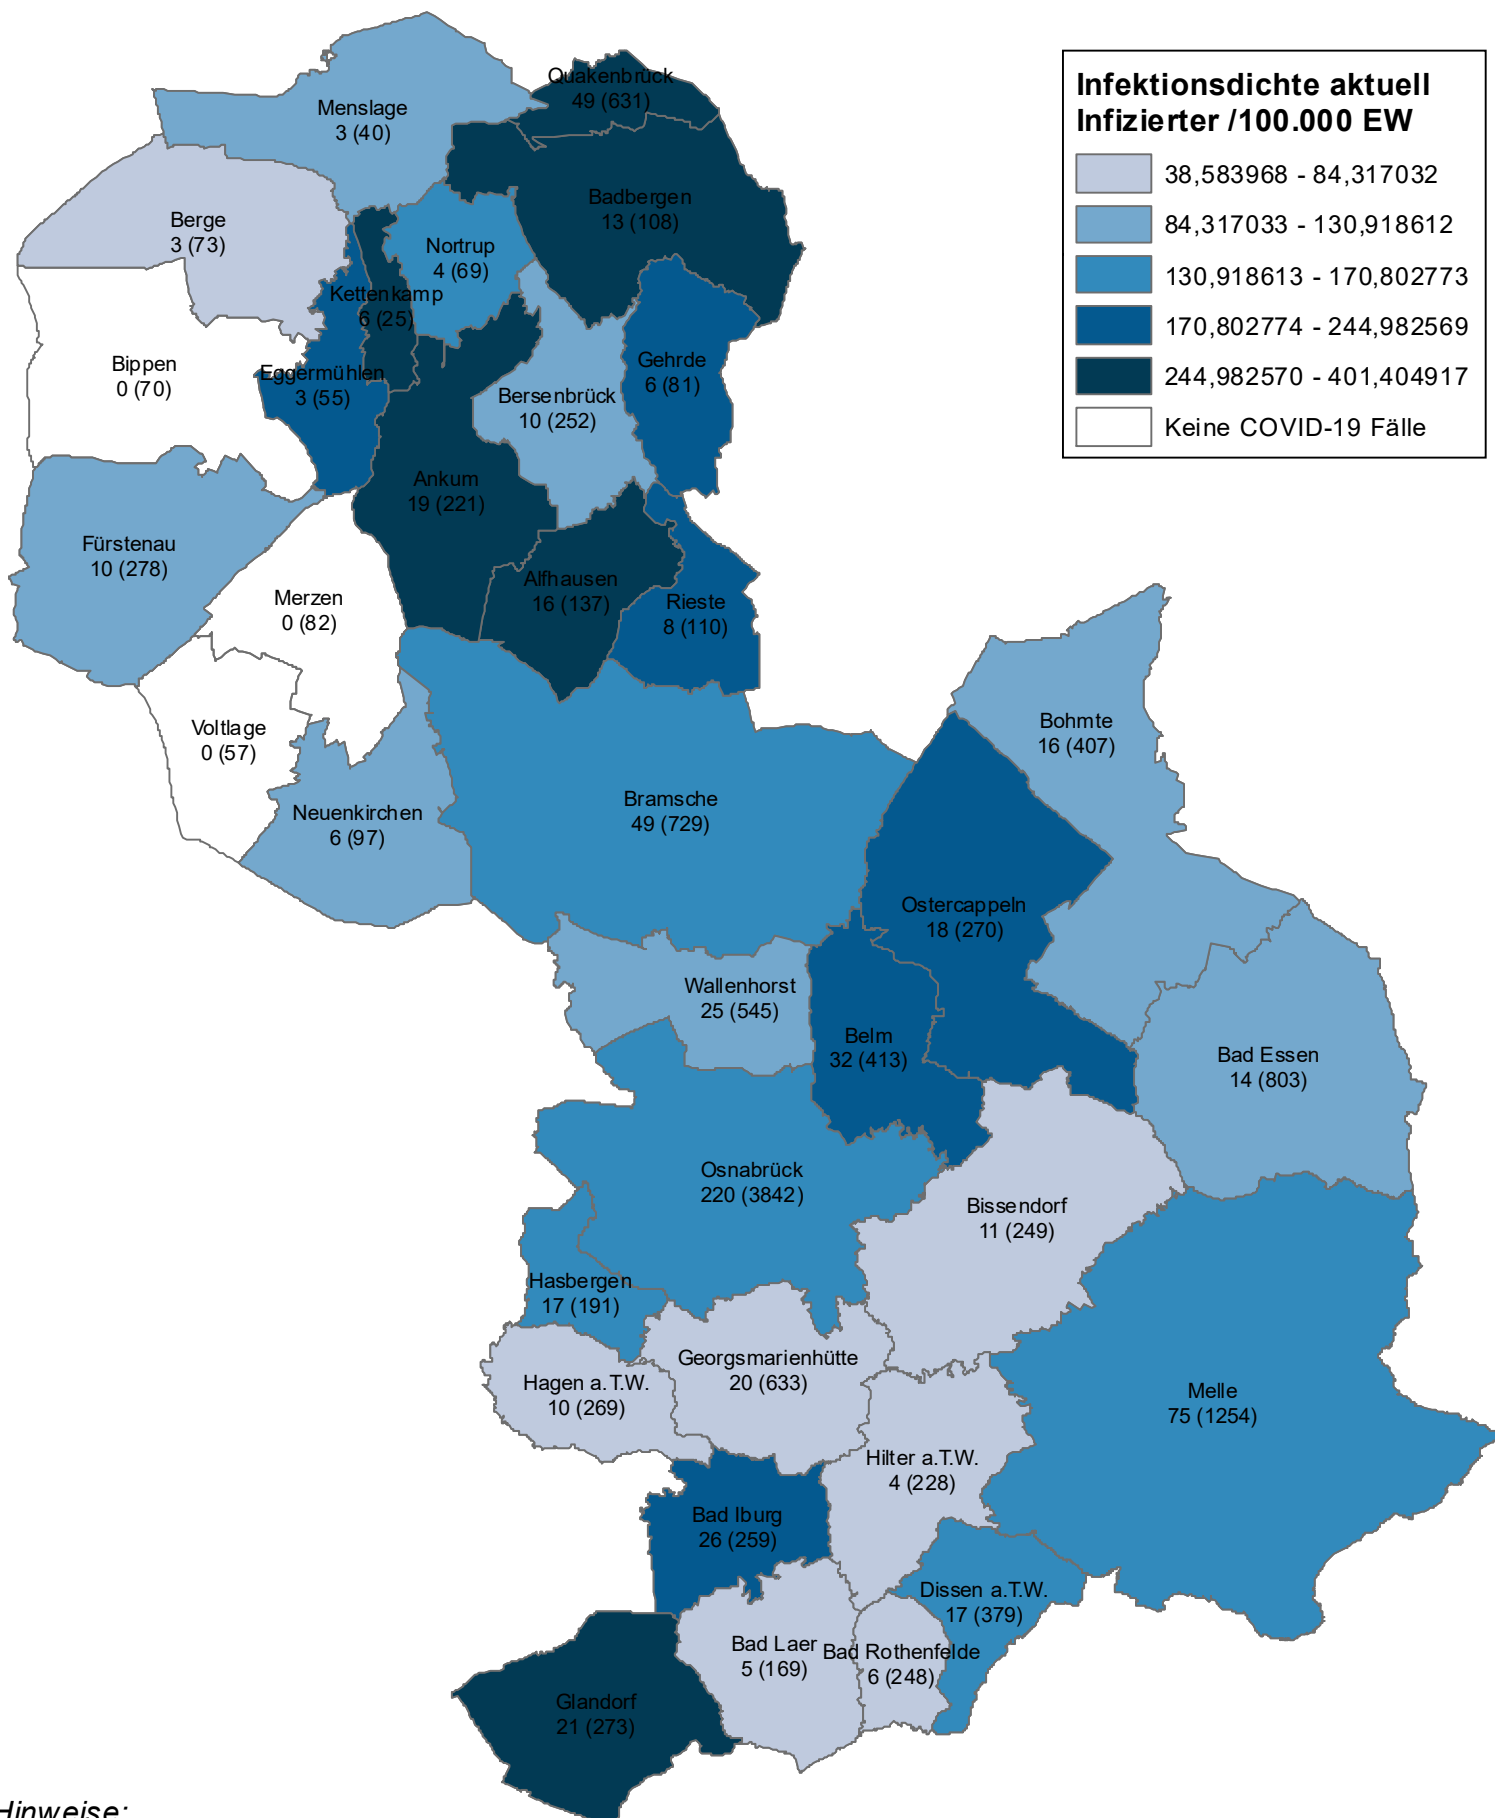 Infektionsdichte aktuell
Infizierter /100.000 EW
38,583968 - 84,317032
84,317033 - 130,918612
130,918613 - 170,802773
170,802774 - 244,982569
244,982570 - 401,404917
Keine COVID-19 Fälle
Quakenbrück
49 (631)
Menslage
3 (40)
Badbergen
13 (108)
Berge
3 (73)
Nortrup
4 (69)
Kettenkamp
6 (25)
Bippen
0 (70)
Eggermühlen
3 (55)
Gehrde
6 (81)
Bersenbrück
10 (252)
Ankum
19 (221)
Fürstenau
10 (278)
Alfhausen
16 (137)
Merzen
0 (82)
Rieste
8 (110)
Voltlage
0 (57)
Bohmte
16 (407)
Neuenkirchen
6 (97)
Bramsche
49 (729)
Ostercappeln
18 (270)
Wallenhorst
25 (545)
Belm
32 (413)
Bad Essen
14 (803)
Osnabrück
220 (3842)
Bissendorf
11 (249)
Hasbergen
17 (191)
Georgsmarienhütte
20 (633)
Hagen a.T.W.
10 (269)
Melle
75 (1254)
Hilter a.T.W.
4 (228)
Bad Iburg
26 (259)
Dissen a.T.W.
17 (379)
Bad Laer
5 (169)
Bad Rothenfelde
6 (248)
Glandorf
21 (273)
Hinweise: